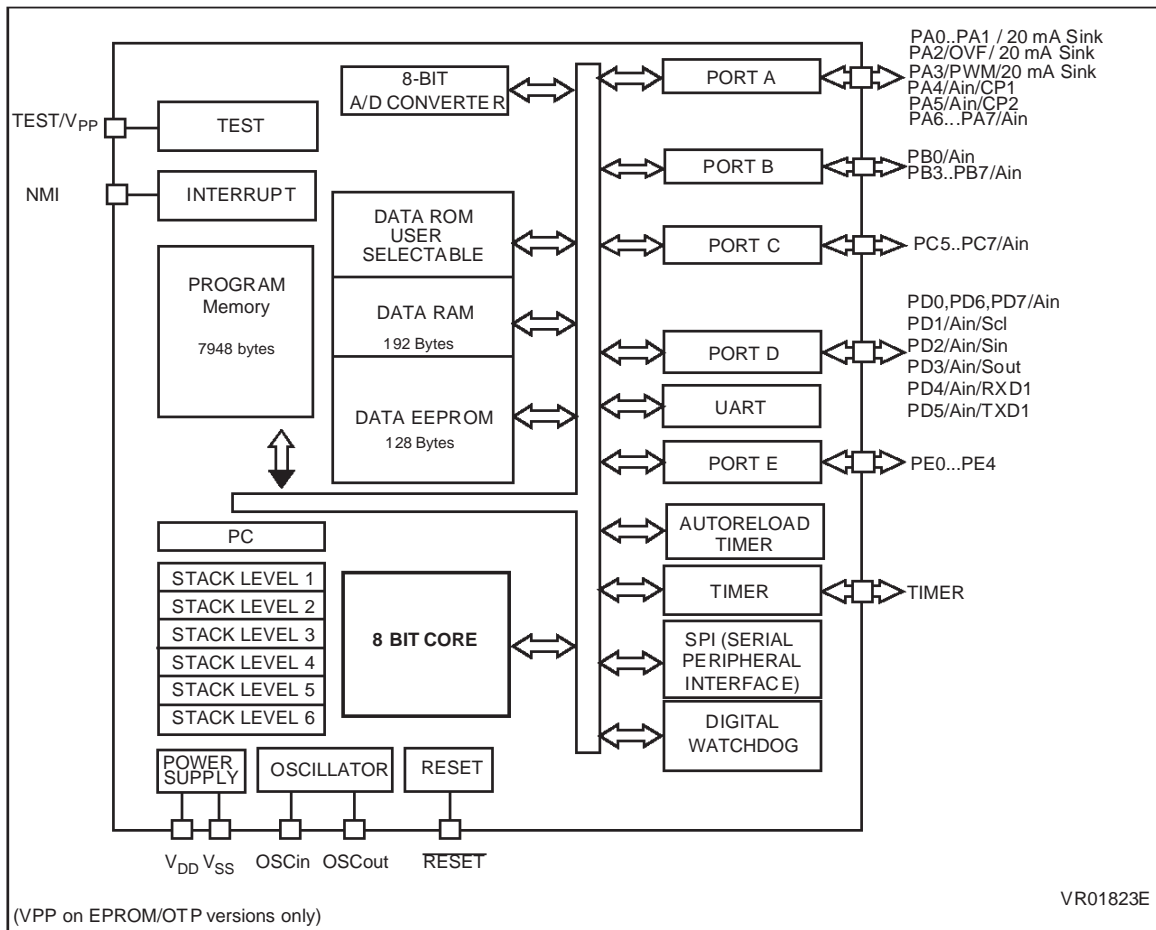 PA0..PA1 / 20 mA Sink
PA2/OVF/ 20 mA Sink
PA3/PWM/20 mA Sink
PA4/Ain/CP1
PA5/Ain/CP2
PA6...PA7/Ain
8-BIT
A/D CONVERTER
PORT A
TEST/VPP
TEST
PORT B
PB0/Ain
PB3..PB7/Ain
NMI
INTERRUPT
DATA ROM
USER
SELECTABLE
PORT C
PC5..PC7/Ain
PROGRAM
Memory
7948 bytes
DATA RAM
192 Bytes
PORT D
PD0,PD6,PD7/Ain
PD1/Ain/Scl
PD2/Ain/Sin
PD3/Ain/Sout
PD4/Ain/RXD1
PD5/Ain/TXD1
UART
DATA EEPROM
128 Bytes
PORT E
PE0...PE4
PC
AUTORELOAD
TIMER
STACK LEVEL 1
STACK LEVEL 2
STACK LEVEL 3
STACK LEVEL 4
STACK LEVEL 5
STACK LEVEL 6
8 BIT CORE
TIMER
TIMER
SPI (SERIAL
PERIPHERAL
INTERFACE)
DIGITAL
WATCHDOG
POWER
SUPPLY
OSCILLATOR
RESET
VDD VSS OSCin OSCout RESET
VR01823E
(VPP on EPROM/OTP versions only)